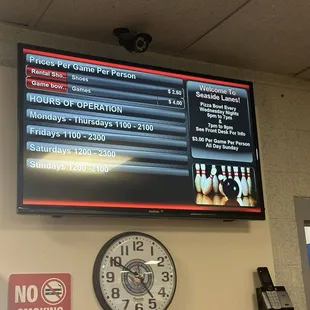 Prices Per Game Per Person
Rental Sho...
Shoes
$ 2.50
Game bow...
Games
$ 4.00
HOURS OF OPERATION
Mondays - Thursdays 1100 - 2100
Fridays 1100 - 2300
Saturdays 1200 - 2300
Sundays 1200 - 2300
Welcome To
Seaside Lanes!
Pizza Bowl Every
Wednesday Night
6pm to 7pm
&
7pm to 9pm
See Front Desk For
Info
$3.00 Per Game Per Person
All Day Sunday
12
1
2
3
4
5
6
7
8
9
10
11
NO
SMOKING